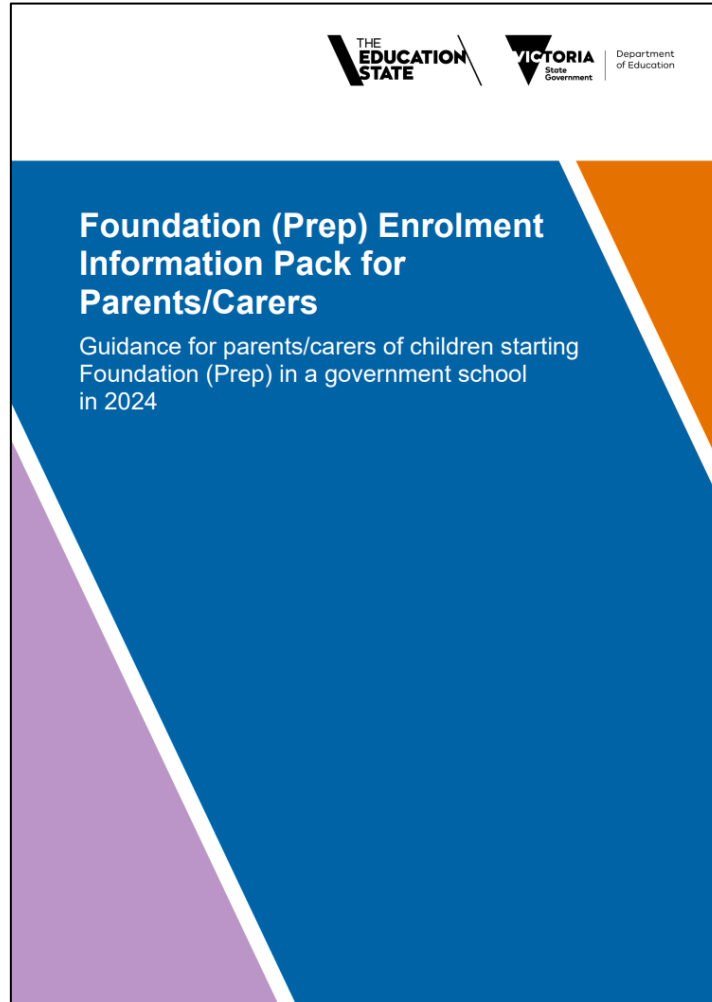 THE
EDUCATION
STATE
VICTORIA
State
Government
Department
of Education
Foundation (Prep) Enrolment
Information Pack for
Parents/Carers
Guidance for parents/carers of children starting
Foundation (Prep) in a government school
in 2024